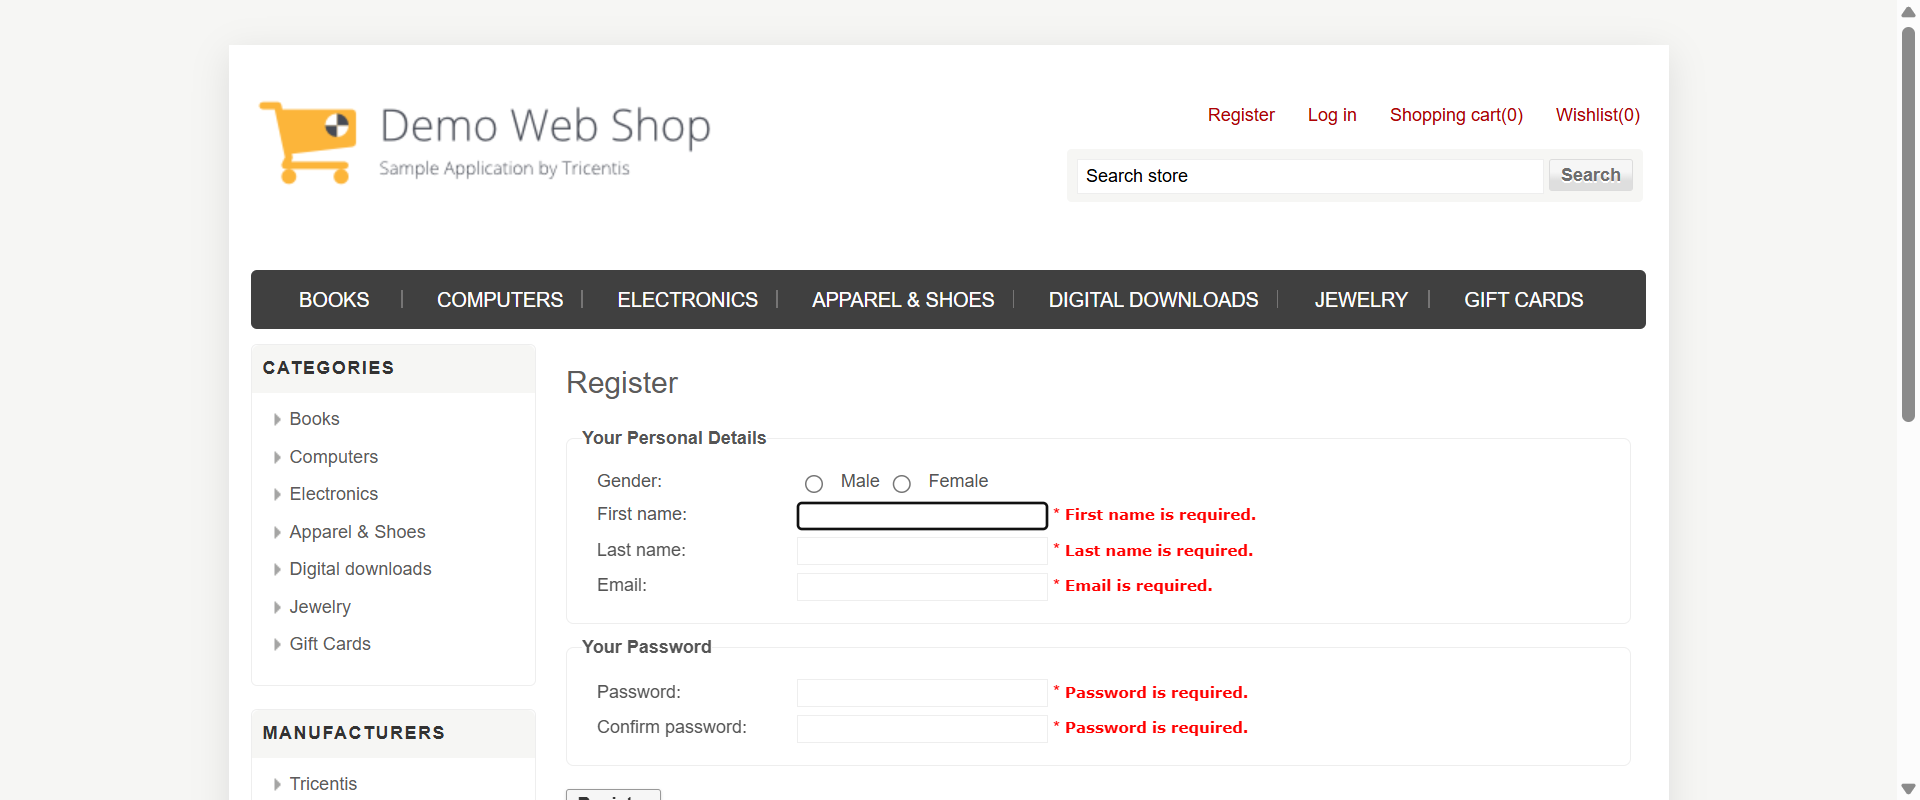 Demo Web Shop
Sample Application by Tricentis
Register Log in Shopping cart(0) Wishlist(0)
Search store Search
BOOKS COMPUTERS ELECTRONICS APPAREL & SHOES DIGITAL DOWNLOADS JEWELRY GIFT CARDS
CATEGORIES
Books
Computers
Electronics
Apparel & Shoes
Digital downloads
Jewelry
Gift Cards
MANUFACTURERS
Tricentis
Register
Your Personal Details
Gender: Male Female
First name: * First name is required.
Last name: * Last name is required.
Email: * Email is required.
Your Password
Password: * Password is required.
Confirm password: * Password is required.
Register